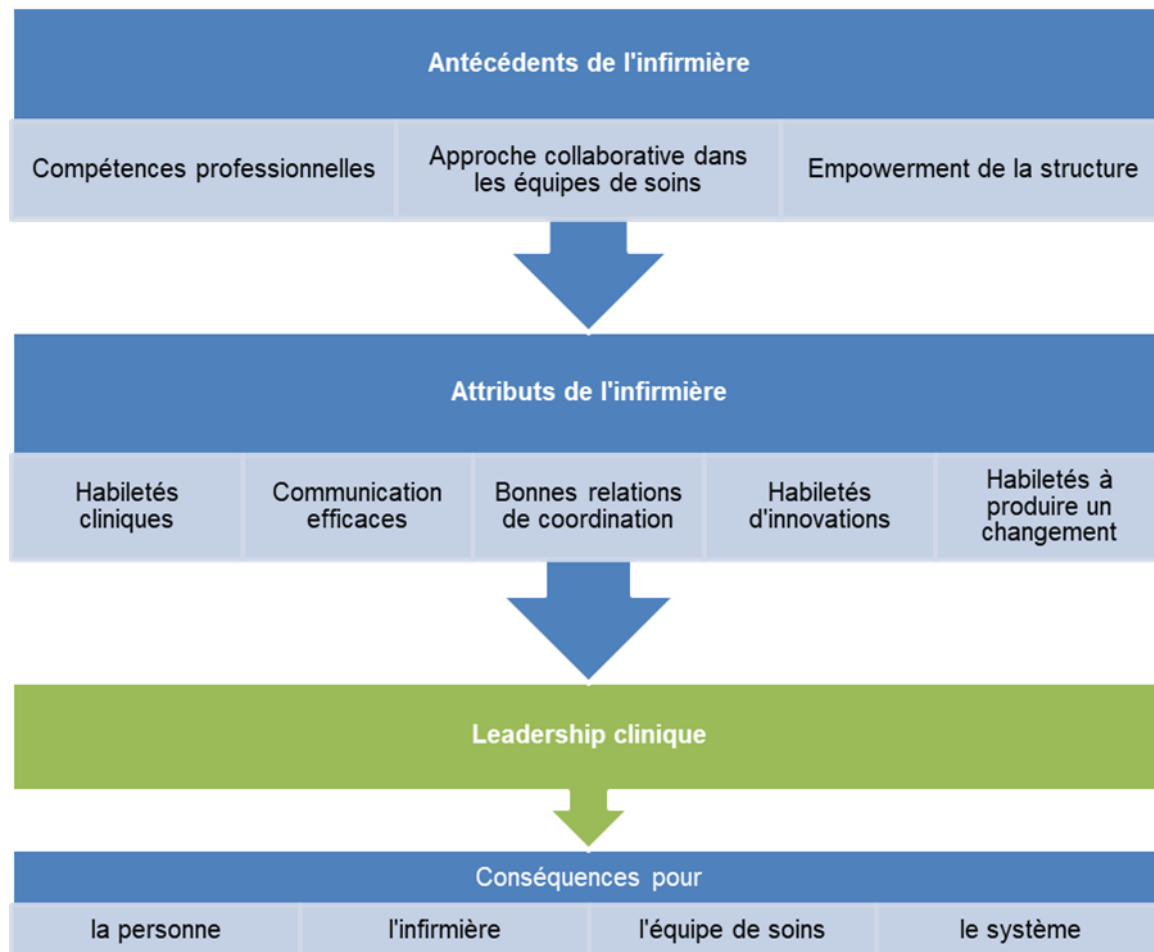 Antécédents de l'infirmière
Compétences professionnelles
Approche collaborative dans
les équipes de soins
Empowerment de la structure
Attributs de l'infirmière
Habiletés
cliniques
Communication
efficaces
Bonnes relations
de coordination
Habiletés
d'innovations
Habiletés à
produire un
changement
Leadership clinique
Conséquences pour
la personne
l'infirmière
l'équipe de soins
le système